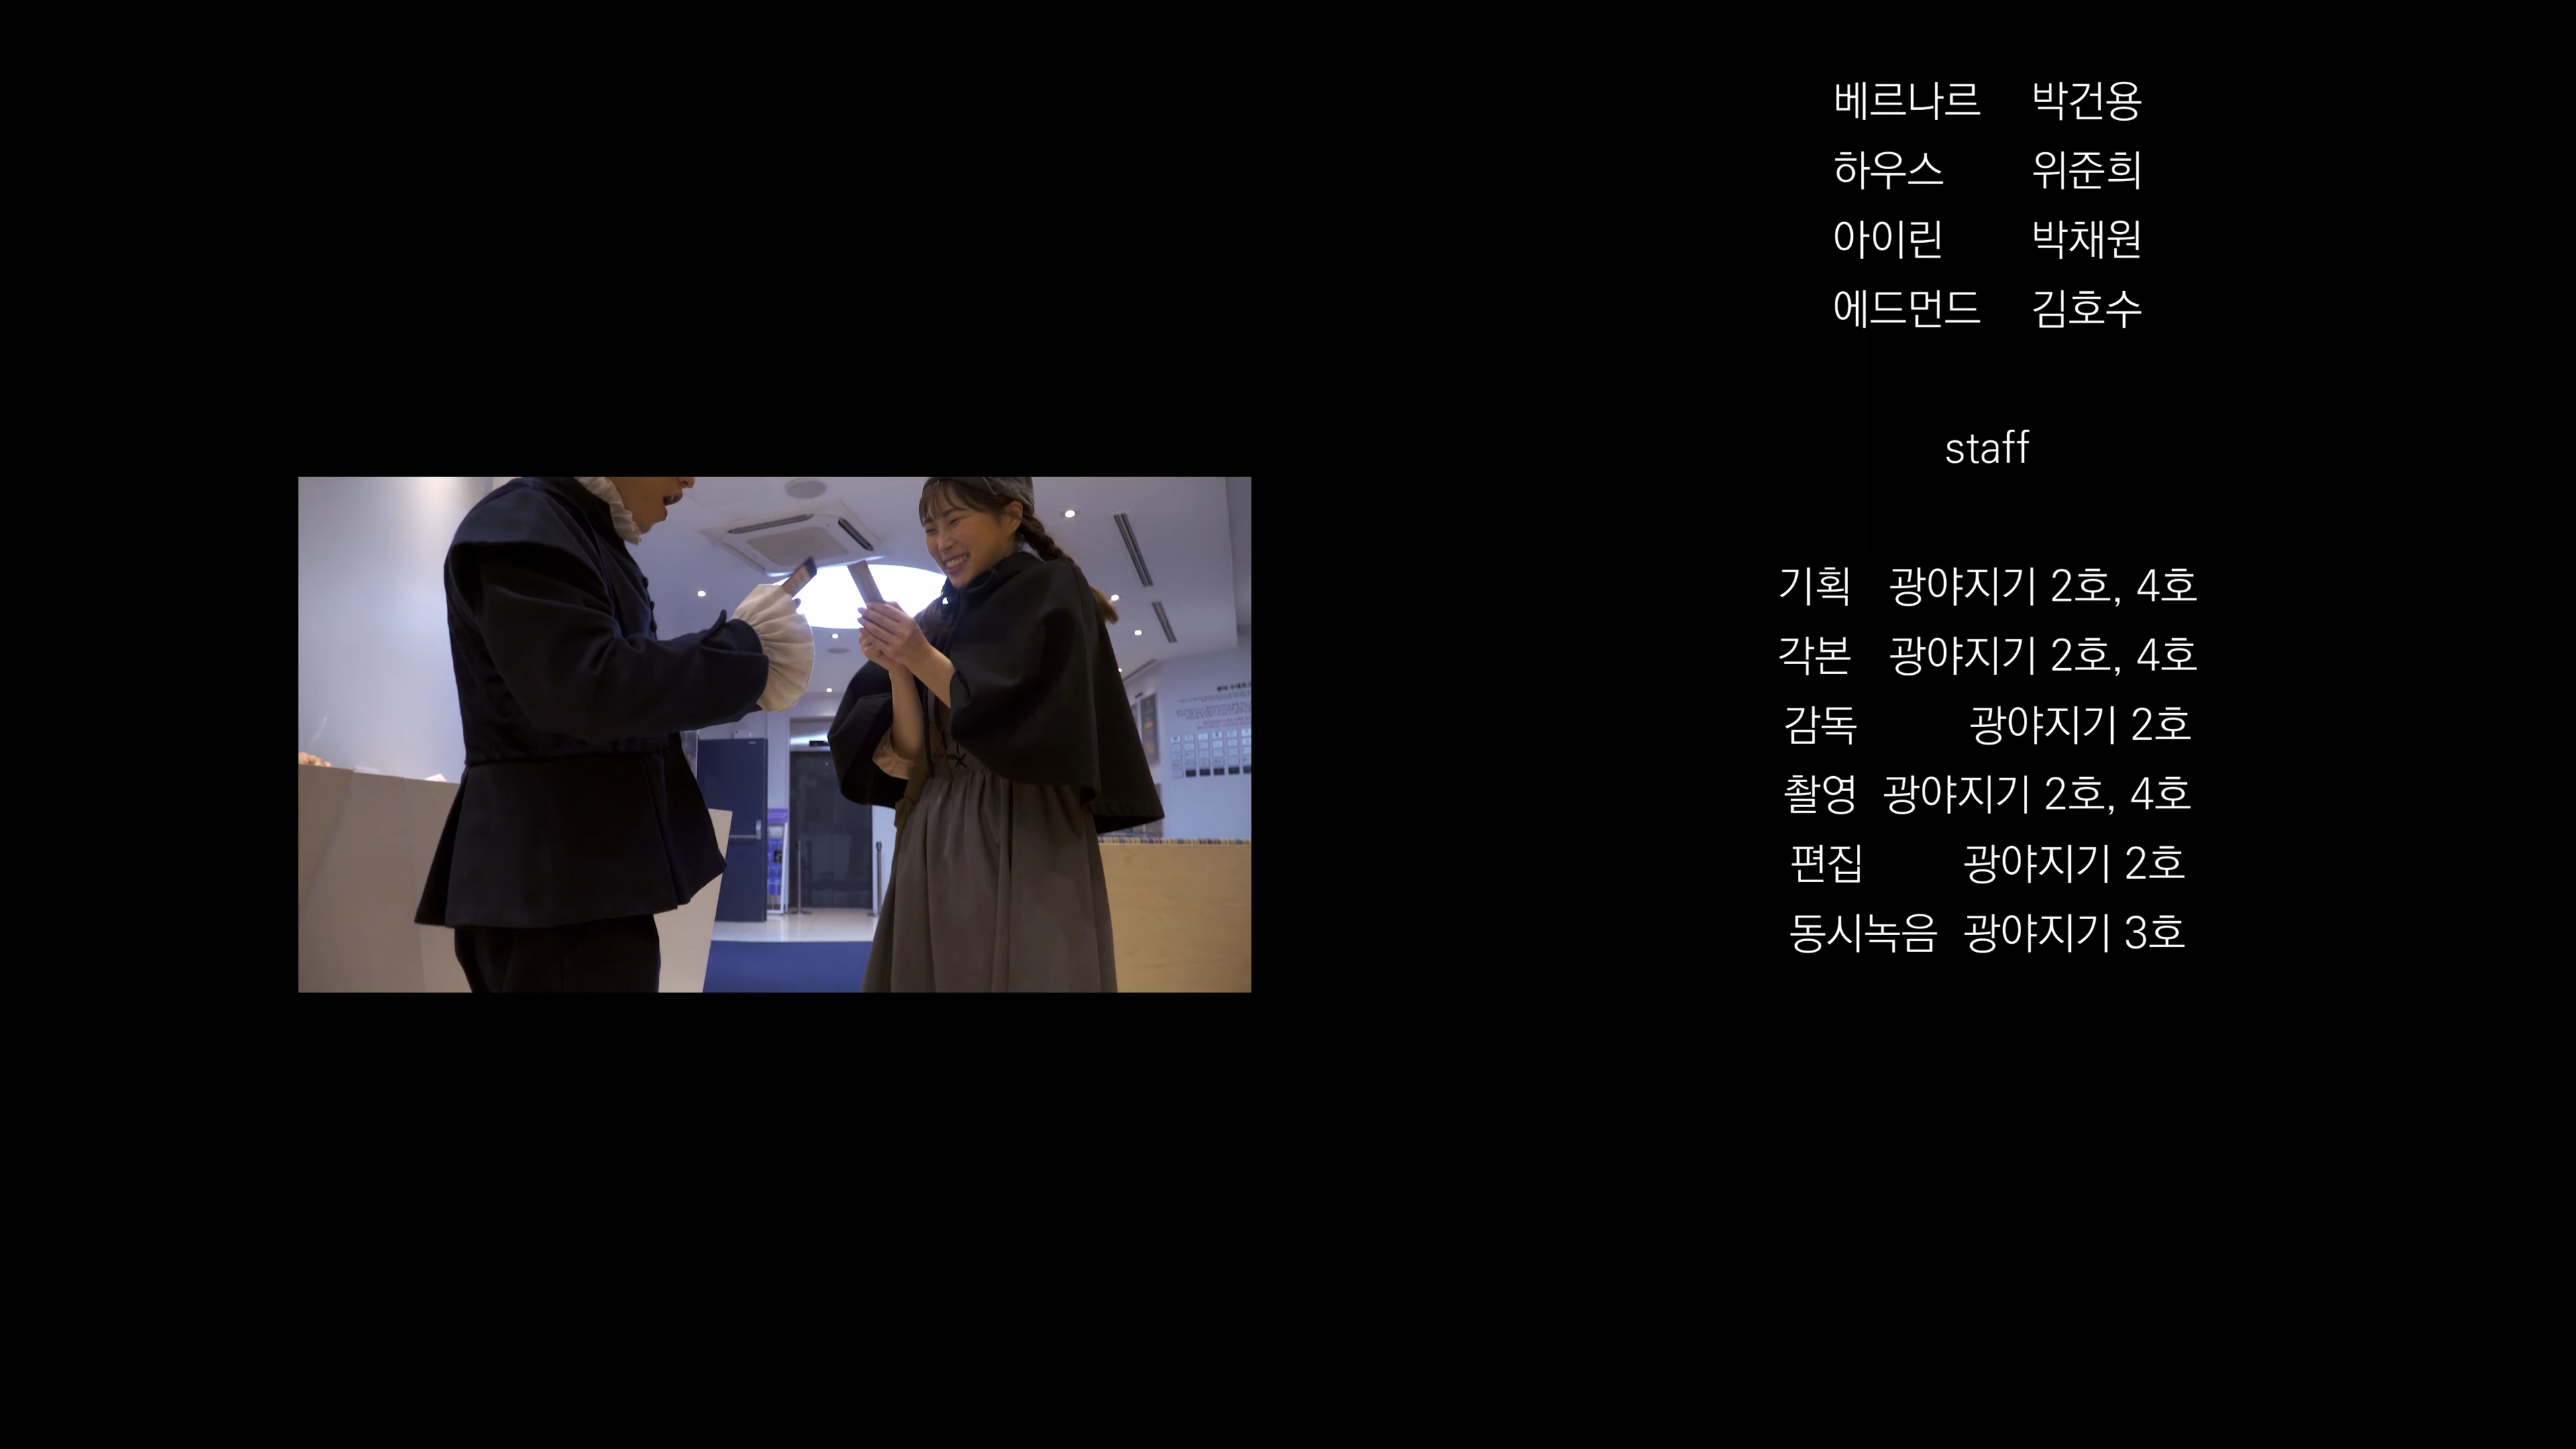 베르나르 박건용
하우스 위준희
아이린 박채원
에드먼드 김호수
staff
기획 광야지기 2호, 4호
각본 광야지기 2호, 4호
감독 광야지기 2호
촬영 광야지기 2호, 4호
편집 광야지기 2호
동시녹음 광야지기 3호